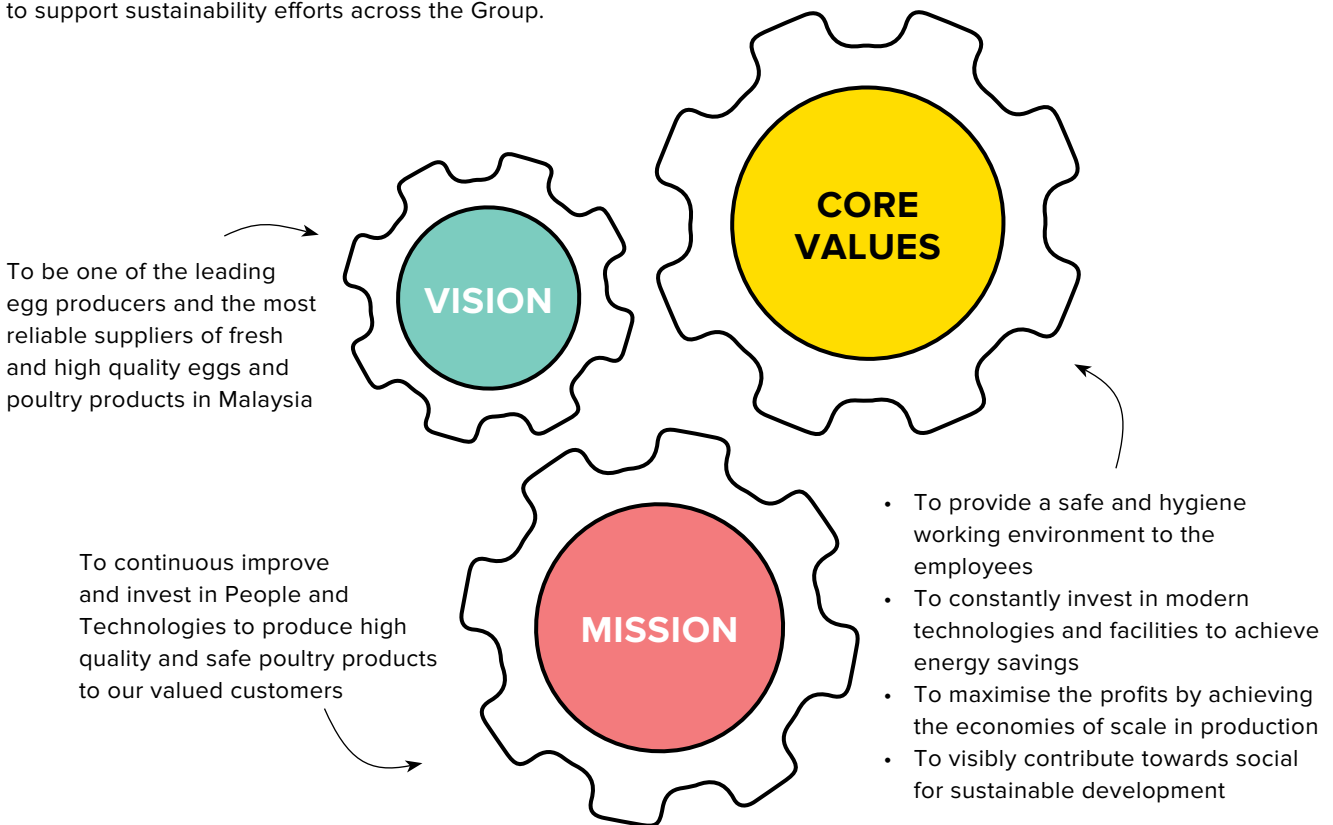 to support sustainability efforts across the Group.
CORE
VALUES
VISION
To be one of the leading
egg producers and the most
reliable suppliers of fresh
and high quality eggs and
poultry products in Malaysia
MISSION
To continuous improve
and invest in People and
Technologies to produce high
quality and safe poultry products
to our valued customers
• To provide a safe and hygiene
working environment to the
employees
• To constantly invest in modern
technologies and facilities to achieve
energy savings
• To maximise the profits by achieving
the economies of scale in production
• To visibly contribute towards social
for sustainable development